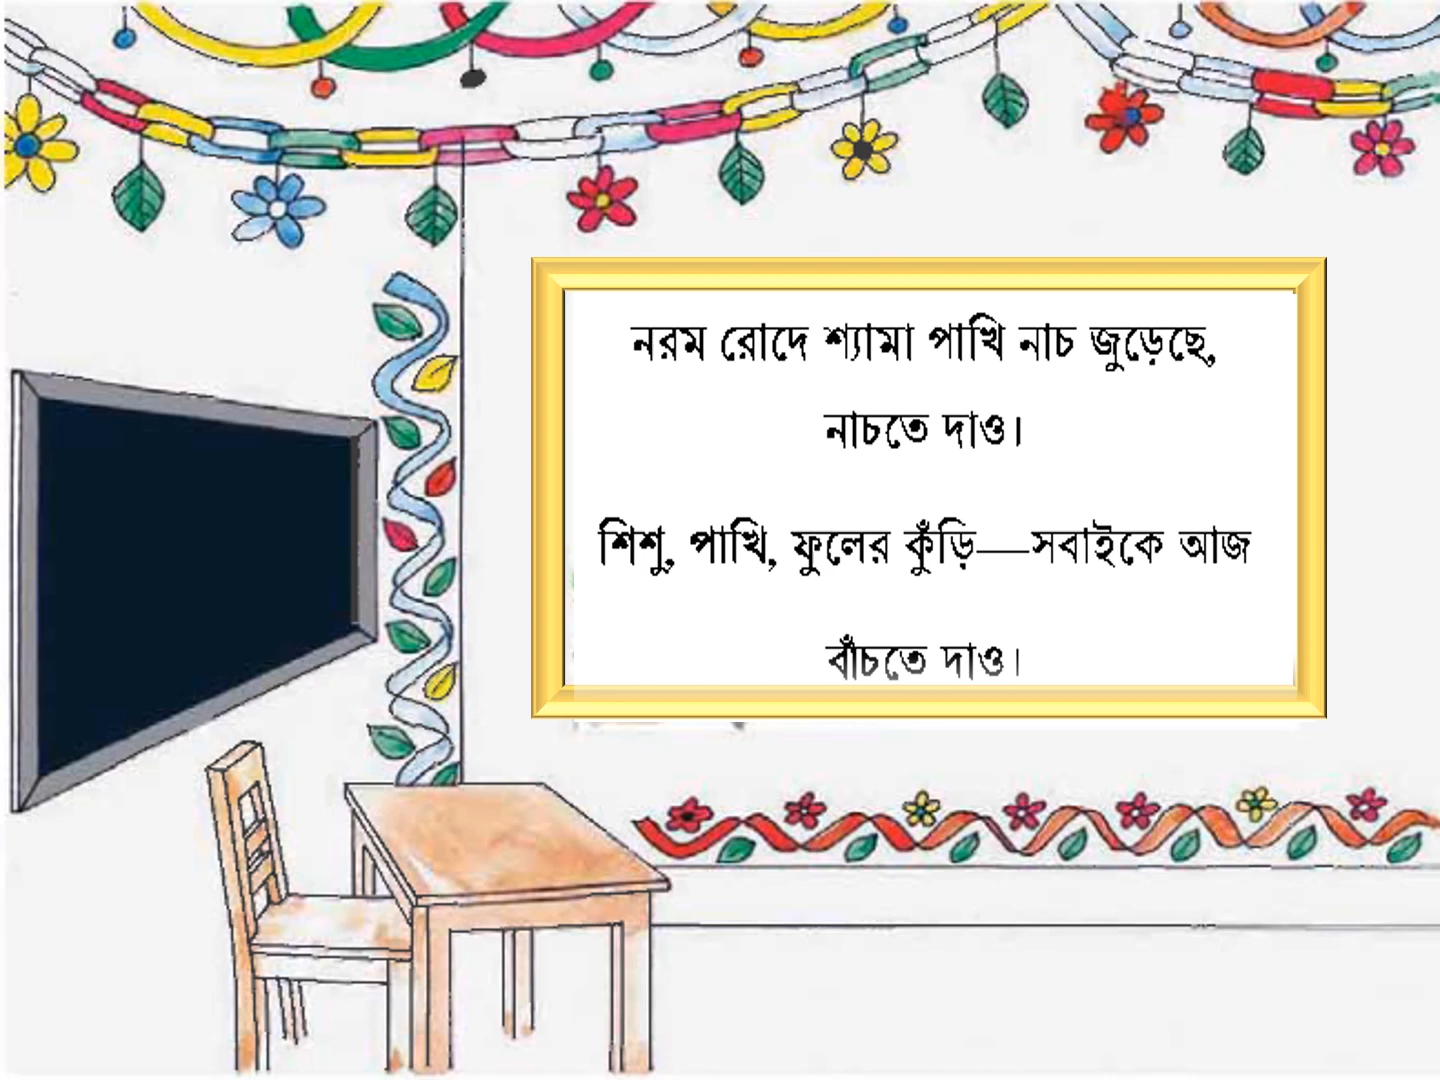 নরম রোদে শ্যামা পাখি নাচ জুড়েছে,
নাচতে দাও।
শিশু, পাখি, ফুলের কুঁড়ি—সবাইকে আজ
বাঁচতে দাও।